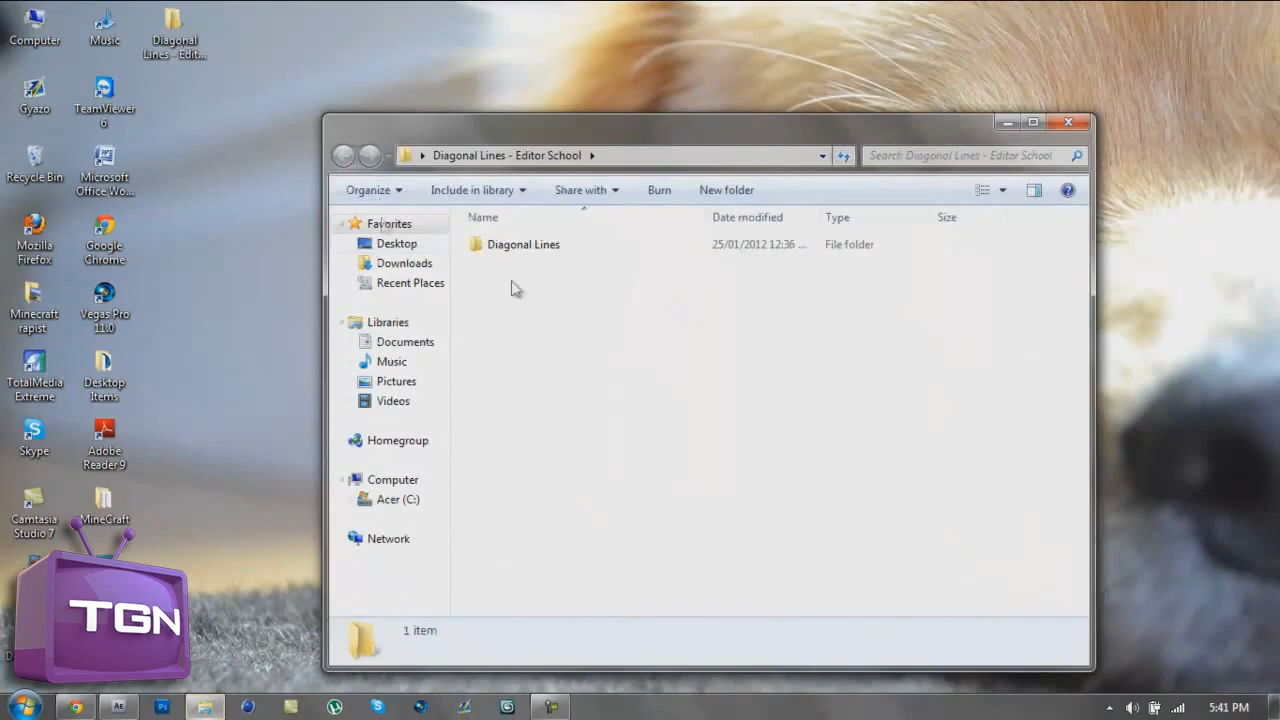 Computer
Music
Diagonal
Lines - Edit...
Gyazo
TeamViewer
6
Recycle Bin
Microsoft
Office Wo...
Mozilla
Firefox
Google
Chrome
Minecraft
rapist
Vegas Pro
11.0
TotalMedia
Extreme
Desktop
Items
Skype
Adobe
Reader 9
Camtasia
Studio 7
MineCraft
TGN
Diagonal Lines - Editor School
Search Diagonal Lines - Editor School
Organize
Include in library
Share with
Burn
New folder
Favorites
Desktop
Downloads
Recent Places
Libraries
Documents
Music
Pictures
Videos
Homegroup
Computer
Acer (C:)
Network
Name
Date modified
Type
Size
Diagonal Lines
25/01/2012 12:36 ...
File folder
1 item
Ae
Ps
5:41 PM